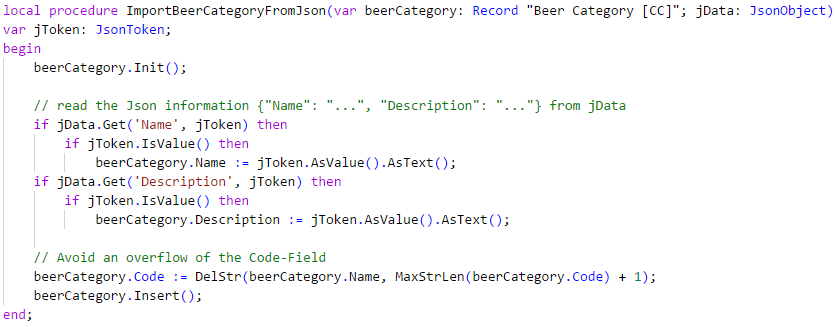 local procedure ImportBeerCategoryFromJson(var beerCategory: Record "Beer Category [CC]"; jData: JsonObject)
var jToken: JsonToken;
begin
    beerCategory.Init();

    // read the Json information {"Name": "...", "Description": "..."} from jData
    if jData.Get('Name', jToken) then
        if jToken.IsValue() then
            beerCategory.Name := jToken.AsValue().AsText();
    if jData.Get('Description', jToken) then
        if jToken.IsValue() then
            beerCategory.Description := jToken.AsValue().AsText();

    // Avoid an overflow of the Code-Field
    beerCategory.Code := DelStr(beerCategory.Name, MaxStrLen(beerCategory.Code) + 1);
    beerCategory.Insert();
end;